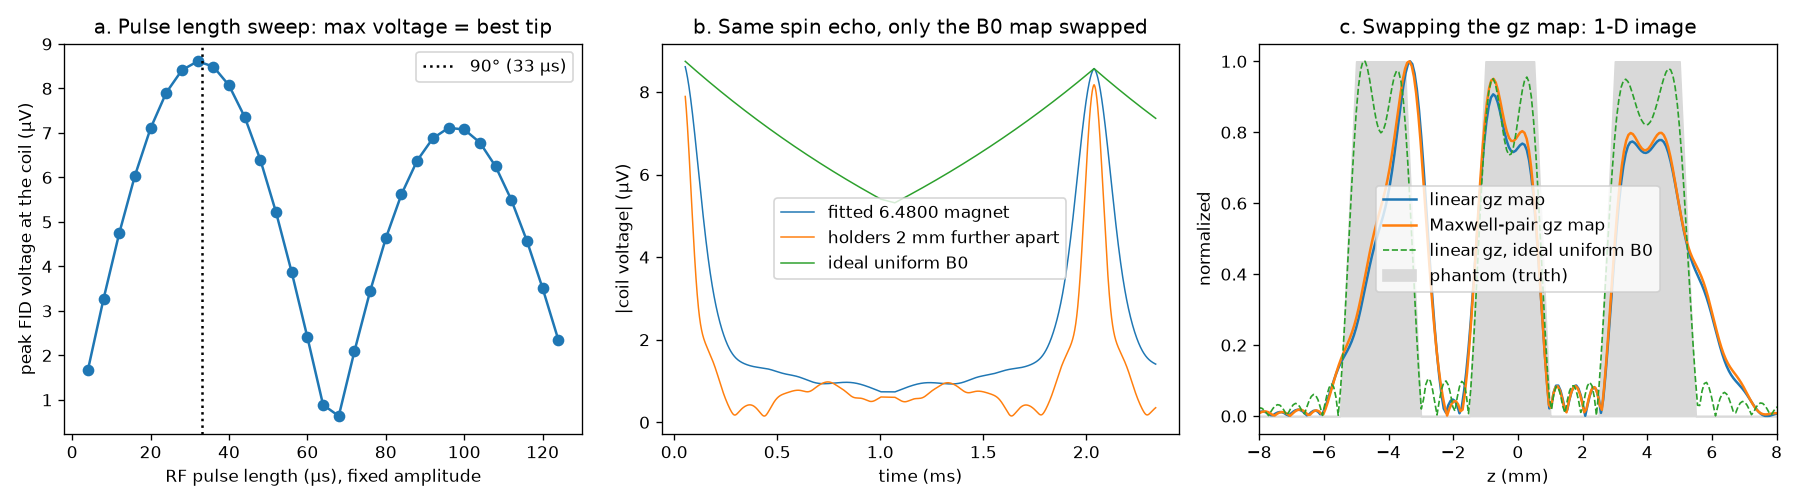 a. Pulse length sweep: max voltage = best tip
peak FID voltage at the coil (µV)
9
8
7
6
5
4
3
2
1
90° (33 µs)
0 20 40 60 80 100 120
RF pulse length (µs), fixed amplitude
b. Same spin echo, only the B0 map swapped
|coil voltage| (µV)
8
6
4
2
0
fitted 6.4800 magnet
holders 2 mm further apart
ideal uniform B0
0.0 0.5 1.0 1.5 2.0
time (ms)
c. Swapping the gz map: 1-D image
normalized
1.0
0.8
0.6
0.4
0.2
0.0
linear gz map
Maxwell-pair gz map
linear gz, ideal uniform B0
phantom (truth)
−8 −6 −4 −2 0 2 4 6 8
z (mm)